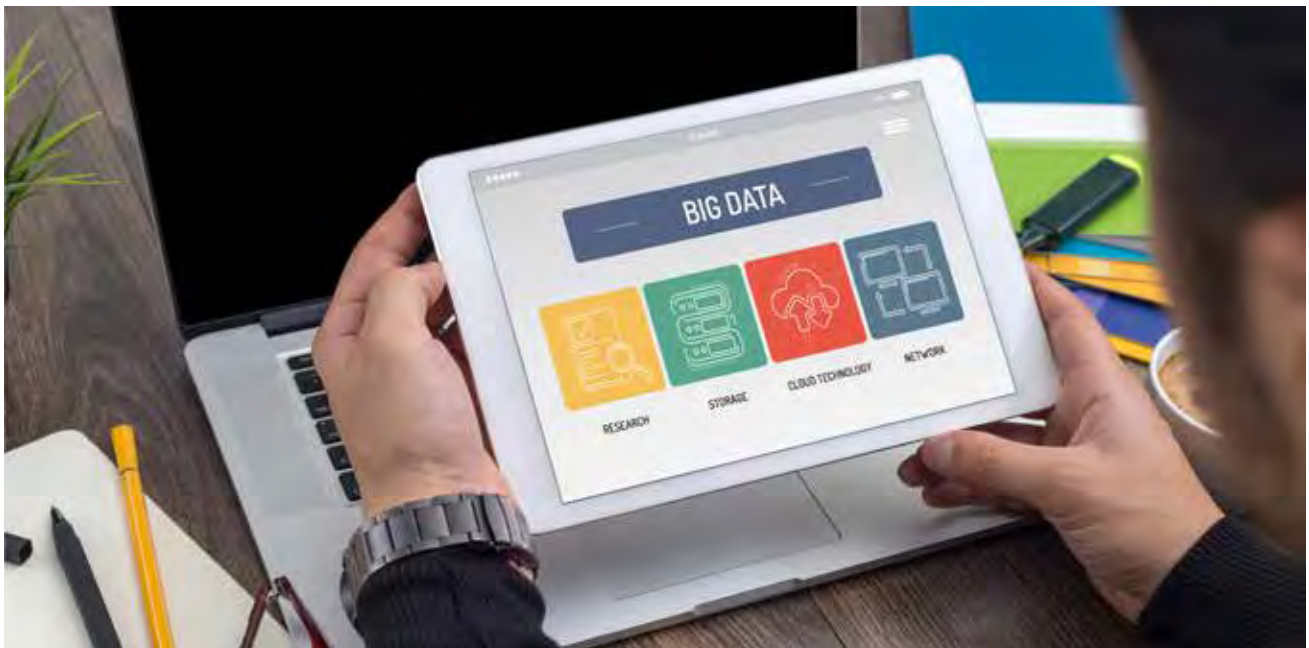 BIG DATA
RESEARCH
STORAGE
CLOUD TECHNOLOGY
NETWORK